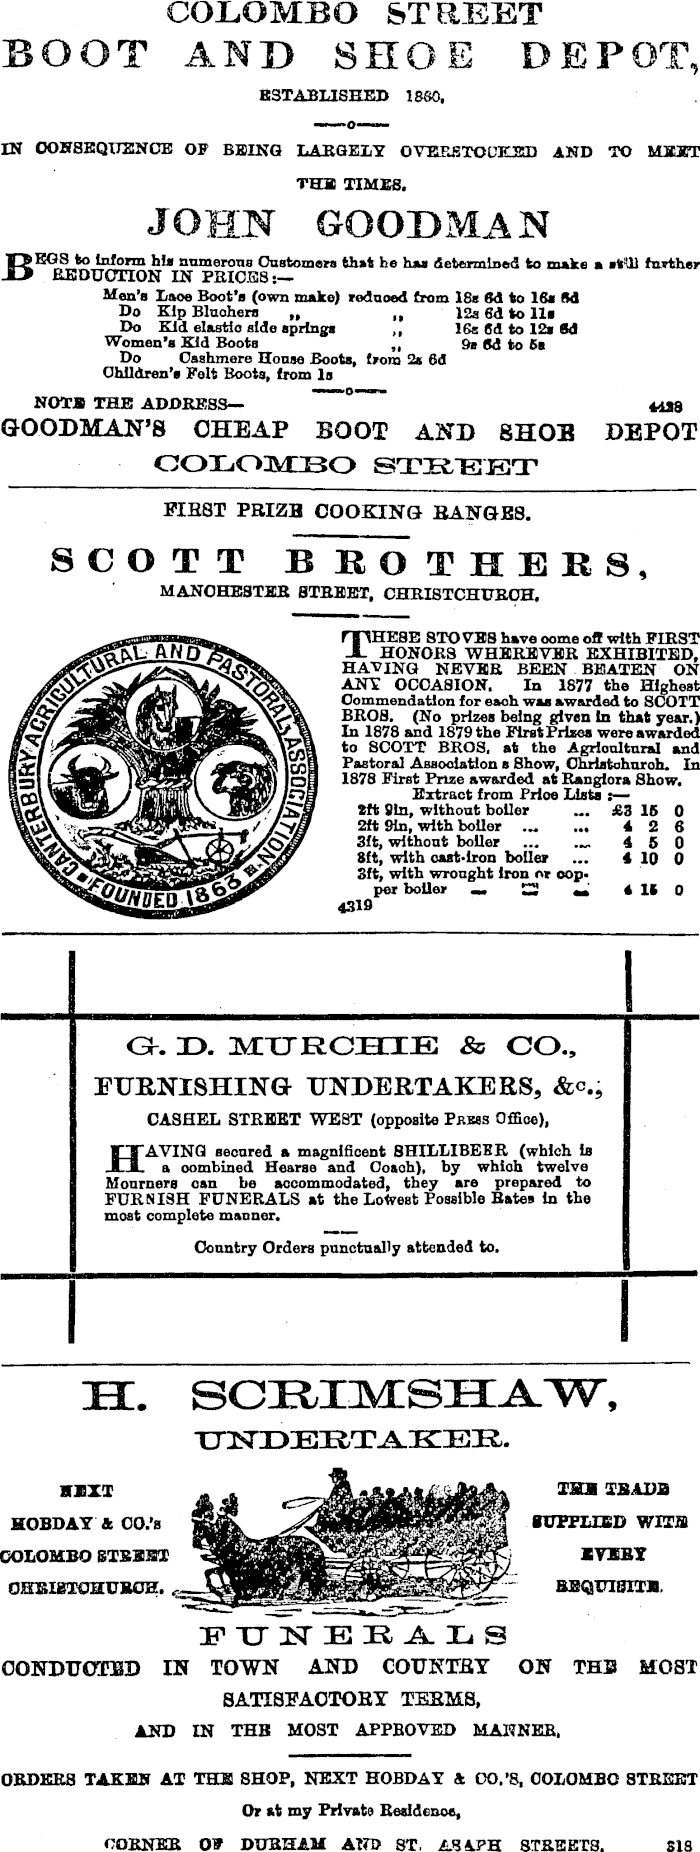 COLOMBO STREET
BOOT AND SHOE DEPOT,
ESTABLISHED 1860,
IN CONSEQUENCE OF BEING LARGELY OVERSTOCKED AND TO MEET
THE TIMES.
JOHN GOODMAN
BEGS to inform his numerous Customers that he has determined to make a still further
REDUCTION IN PRICES:—
Men's Lace Boot's (own make) reduced from 18s 6d to 16s 6d
Do Kip Bluchers ,, ,, 12s 6d to 11s
Do Kid elastic side springs ,, 16s 6d to 12s 6d
Women's Kid Boots ,, 9s 6d to 5s
Do Cashmere House Boots, from 2s 6d
Children's Felt Boots, from 1s
NOTE THE ADDRESS— 4428
GOODMAN'S CHEAP BOOT AND SHOE DEPOT
COLOMBO STREET
FIRST PRIZE COOKING RANGES.
SCOTT BROTHERS,
MANCHESTER STREET, CHRISTCHURCH.
CANTERBURY AGRICULTURAL AND PASTORAL ASSOCIATION
FOUNDED 1863
THESE STOVES have come off with FIRST
HONORS WHEREVER EXHIBITED,
HAVING NEVER BEEN BEATEN ON
ANY OCCASION. In 1877 the Highest
Commendation for each was awarded to SCOTT
BROS. (No prizes being given in that year.)
In 1878 and 1879 the First Prizes were awarded
to SCOTT BROS. at the Agricultural and
Pastoral Association s Show, Christchurch. In
1878 First Prize awarded at Rangiora Show.
Extract from Price Lists :—
2ft 9in, without boiler ... £3 15 0
2ft 9in, with boiler ... ... 4 2 6
3ft, without boiler ... ... 4 5 0
3ft, with cast-iron boiler ... 4 10 0
3ft, with wrought iron or cop-
per boiler ... ... ... 4 15 0
4319
G. D. MURCHIE & CO.,
FURNISHING UNDERTAKERS, &c.,
CASHEL STREET WEST (opposite PRESS Office),
HAVING secured a magnificent SHILLIBEER (which is
a combined Hearse and Coach), by which twelve
Mourners can be accommodated, they are prepared to
FURNISH FUNERALS at the Lowest Possible Rates in the
most complete manner.
Country Orders punctually attended to.
H. SCRIMSHAW,
UNDERTAKER.
NEXT
HOBDAY & CO.'s
COLOMBO STREET
CHRISTCHURCH.
THE TRADE
SUPPLIED WITH
EVERY
REQUISITE.
FUNERALS
CONDUCTED IN TOWN AND COUNTRY ON THE MOST
SATISFACTORY TERMS,
AND IN THE MOST APPROVED MANNER.
ORDERS TAKEN AT THE SHOP, NEXT HOBDAY & CO.'S, COLOMBO STREET
Or at my Private Residence,
CORNER OF DURHAM AND ST. ASAPH STREETS. 318